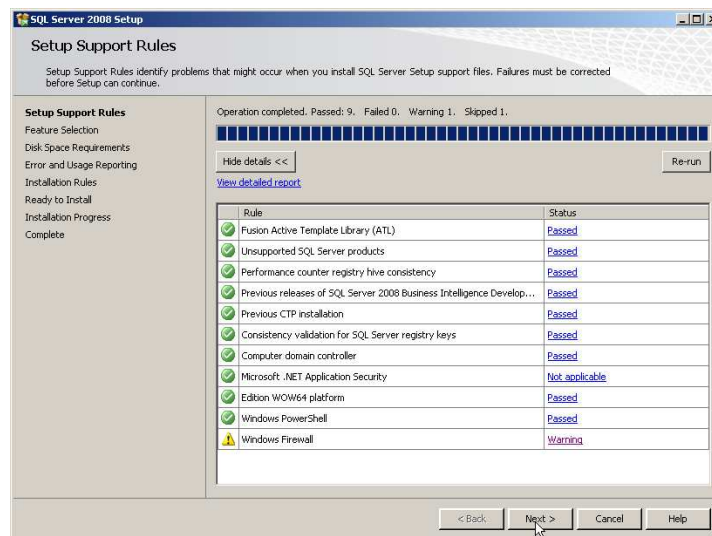 SQL Server 2008 Setup
Setup Support Rules
Setup Support Rules identify problems that might occur when you install SQL Server Setup support files. Failures must be corrected
before Setup can continue.
Setup Support Rules
Feature Selection
Disk Space Requirements
Error and Usage Reporting
Installation Rules
Ready to Install
Installation Progress
Complete
Operation completed. Passed: 9. Failed 0. Warning 1. Skipped 1.
Hide details << Re-run
View detailed report
Rule Status
Fusion Active Template Library (ATL) Passed
Unsupported SQL Server products Passed
Performance counter registry hive consistency Passed
Previous releases of SQL Server 2008 Business Intelligence Develop... Passed
Previous CTP installation Passed
Consistency validation for SQL Server registry keys Passed
Computer domain controller Passed
Microsoft .NET Application Security Not applicable
Edition WOW64 platform Passed
Windows PowerShell Passed
Windows Firewall Warning
< Back Next > Cancel Help